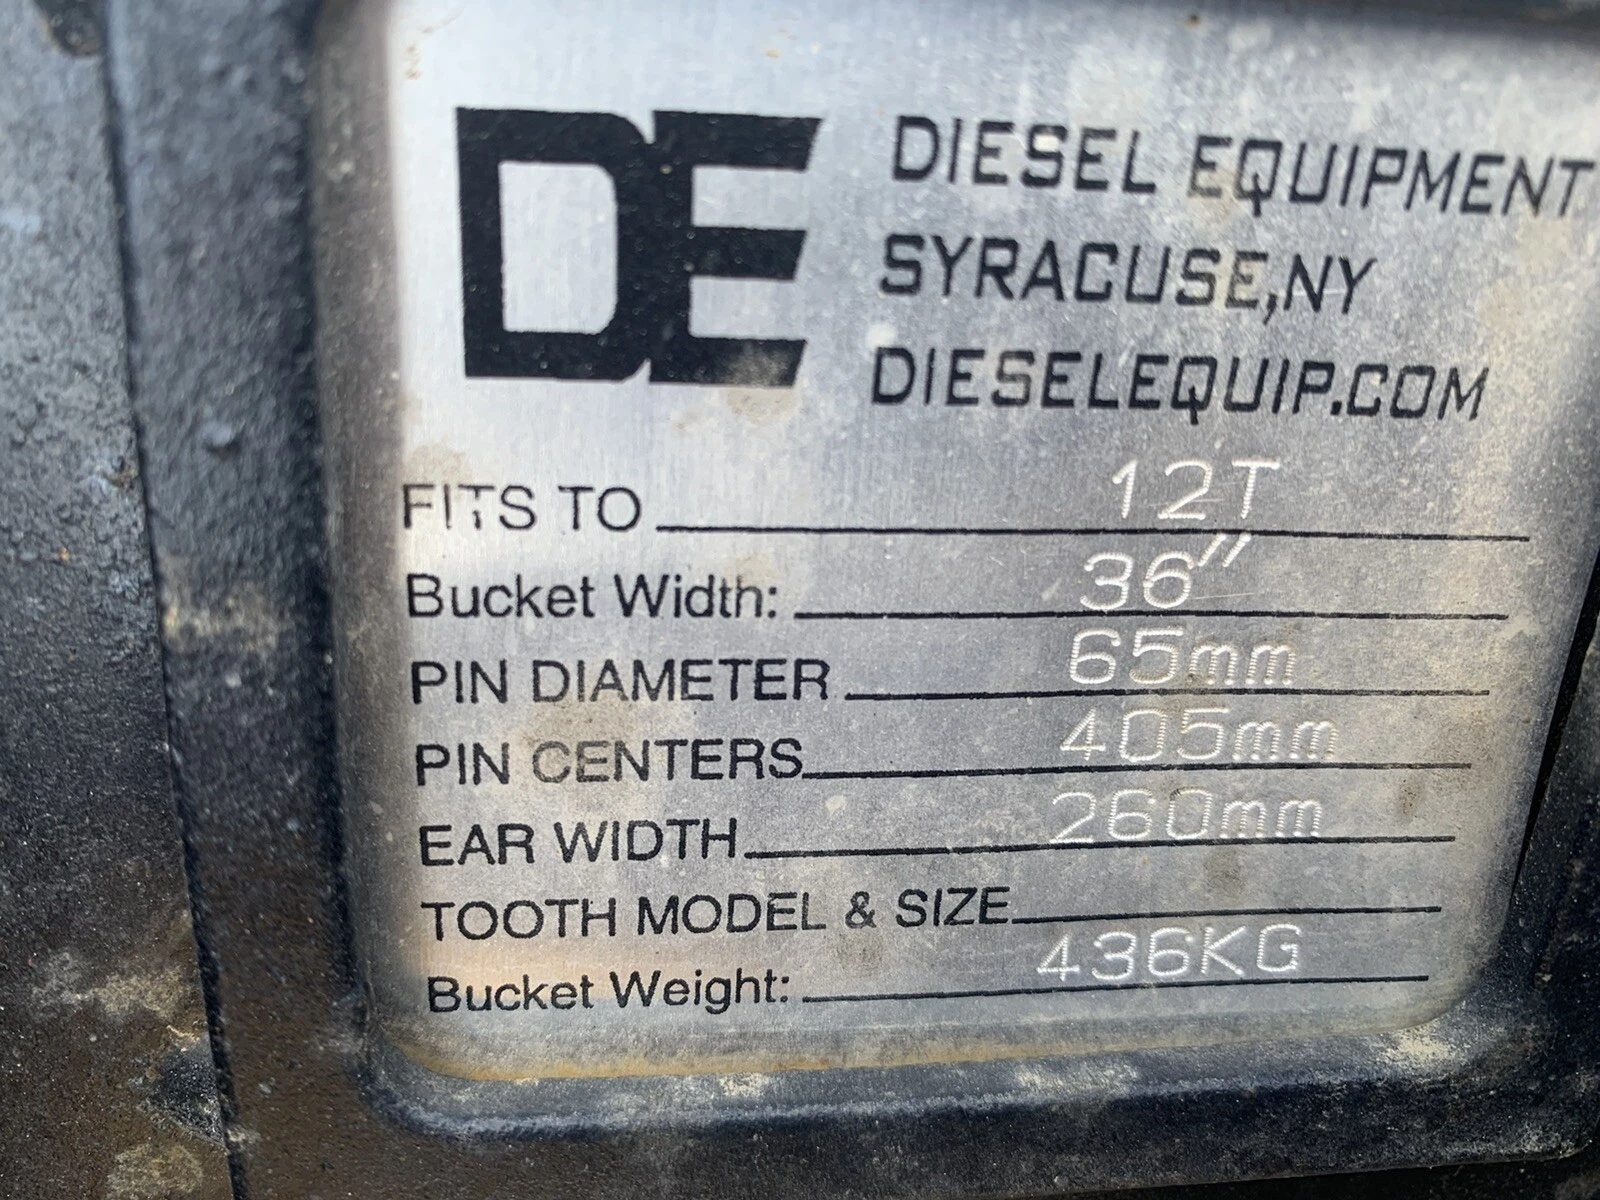 DE
DIESEL EQUIPMENT
SYRACUSE,NY
DIESELEQUIP.COM
FITS TO 12T
Bucket Width: 36"
PIN DIAMETER 65mm
PIN CENTERS 405mm
EAR WIDTH 260mm
TOOTH MODEL & SIZE
Bucket Weight: 436KG